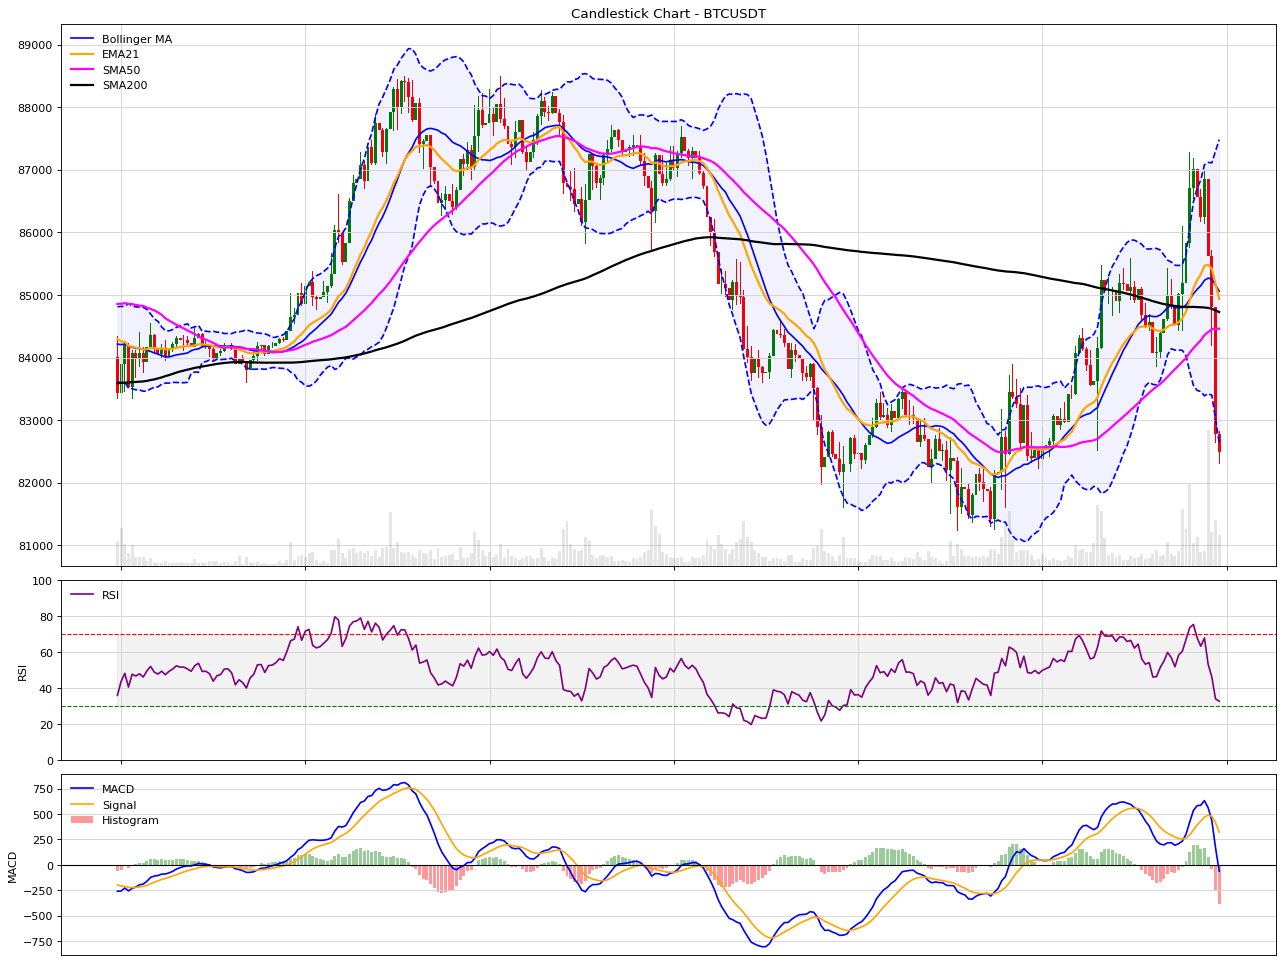 Candlestick Chart - BTCUSDT
Bollinger MA
EMA21
SMA50
SMA200
89000
88000
87000
86000
85000
84000
83000
82000
81000
RSI
RSI
100
80
60
40
20
0
MACD
MACD
Signal
Histogram
750
500
250
0
−250
−500
−750